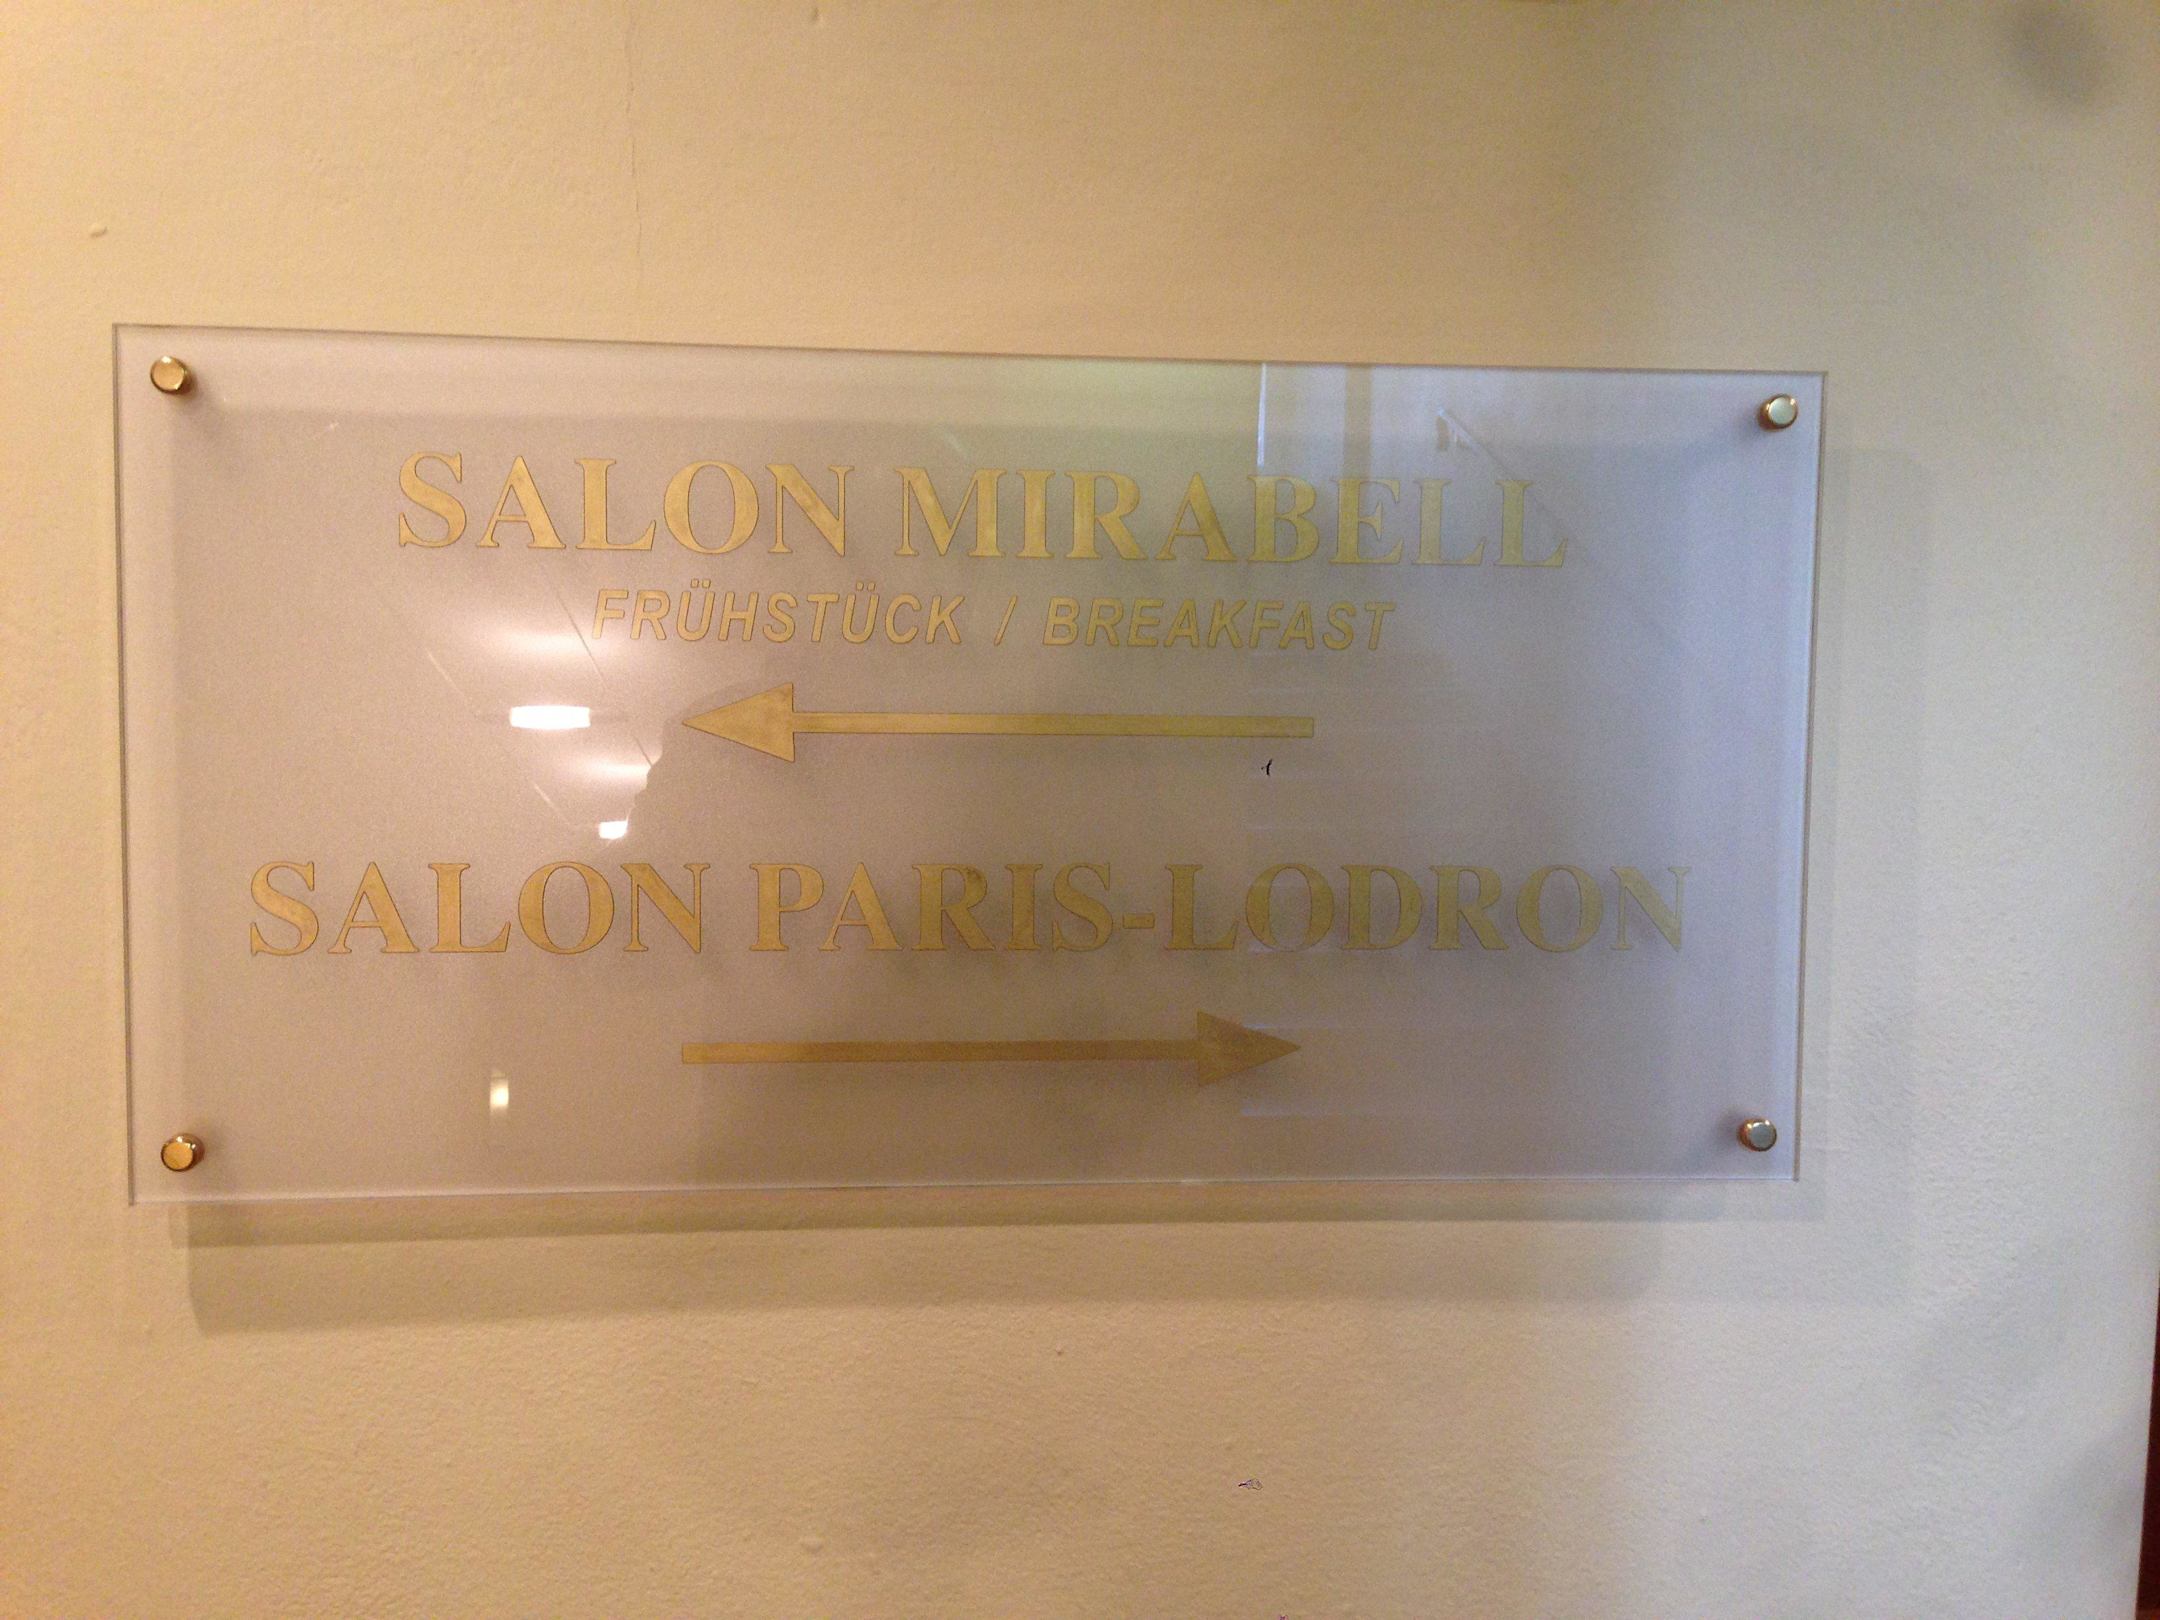 SALON MIRABELL
FRÜHSTÜCK / BREAKFAST
SALON PARIS-LODRON